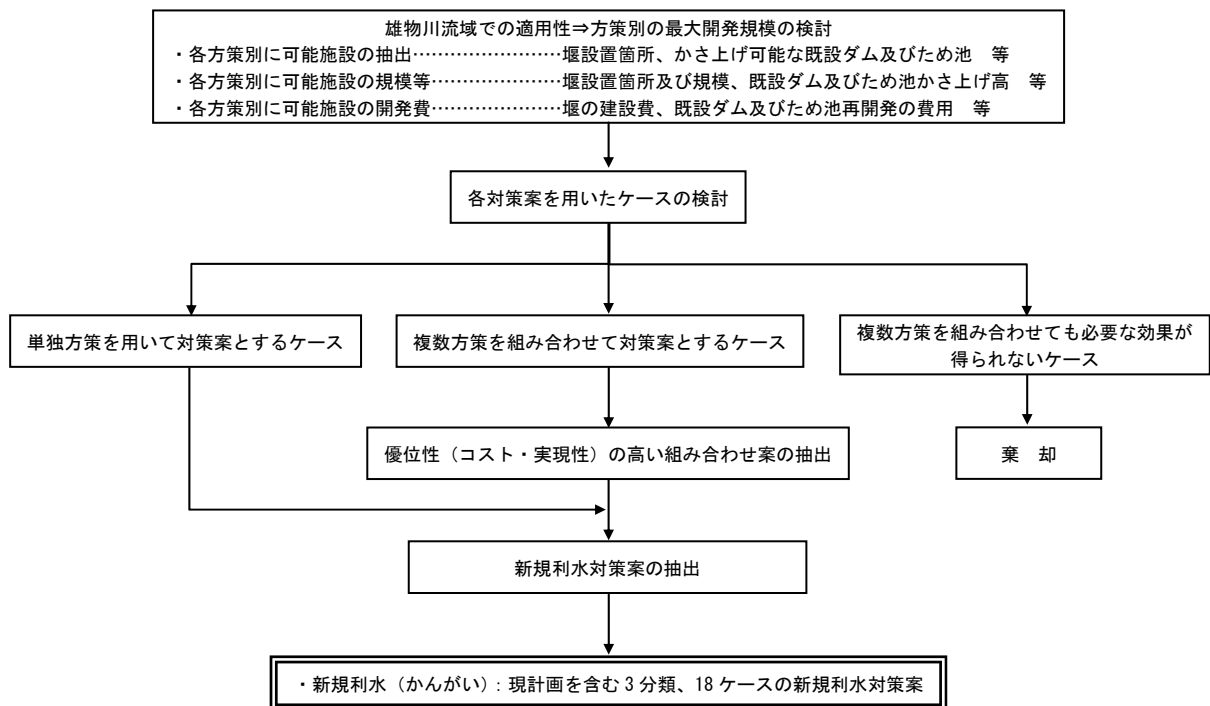 雄物川流域での適用性⇒方策別の最大開発規模の検討
・各方策別に可能施設の抽出……………………堰設置箇所、かさ上げ可能な既設ダム及びため池　等
・各方策別に可能施設の規模等…………………堰設置箇所及び規模、既設ダム及びため池かさ上げ高　等
・各方策別に可能施設の開発費…………………堰の建設費、既設ダム及びため池再開発の費用　等
各対策案を用いたケースの検討
単独方策を用いて対策案とするケース
複数方策を組み合わせて対策案とするケース
複数方策を組み合わせても必要な効果が
得られないケース
優位性（コスト・実現性）の高い組み合わせ案の抽出
棄　却
新規利水対策案の抽出
・新規利水（かんがい）：現計画を含む 3 分類、18 ケースの新規利水対策案